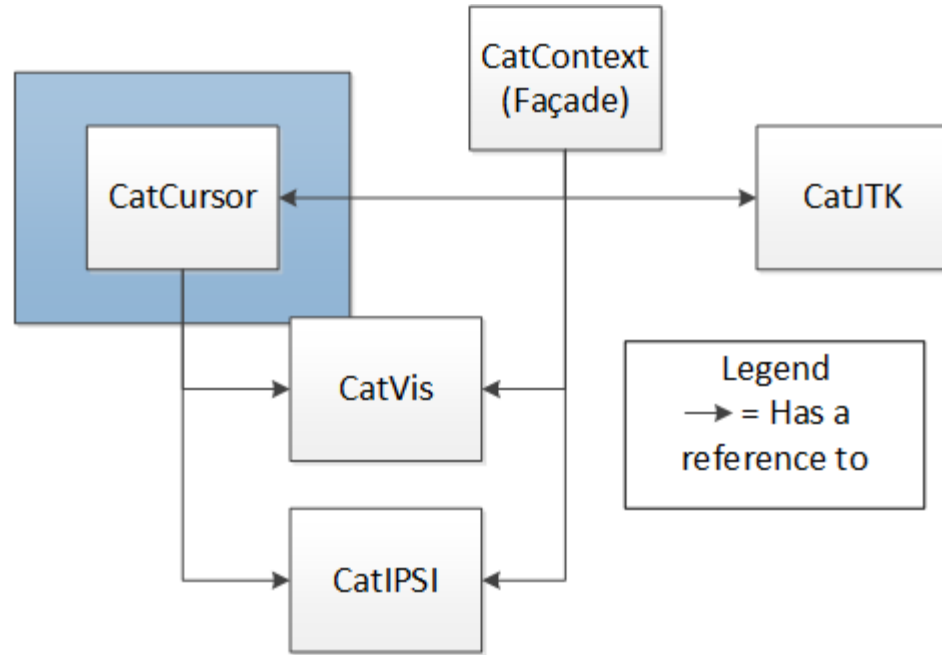 CatContext
(Façade)
CatCursor
CatJTK
CatVis
Legend
→ = Has a
reference to
CatIPSI